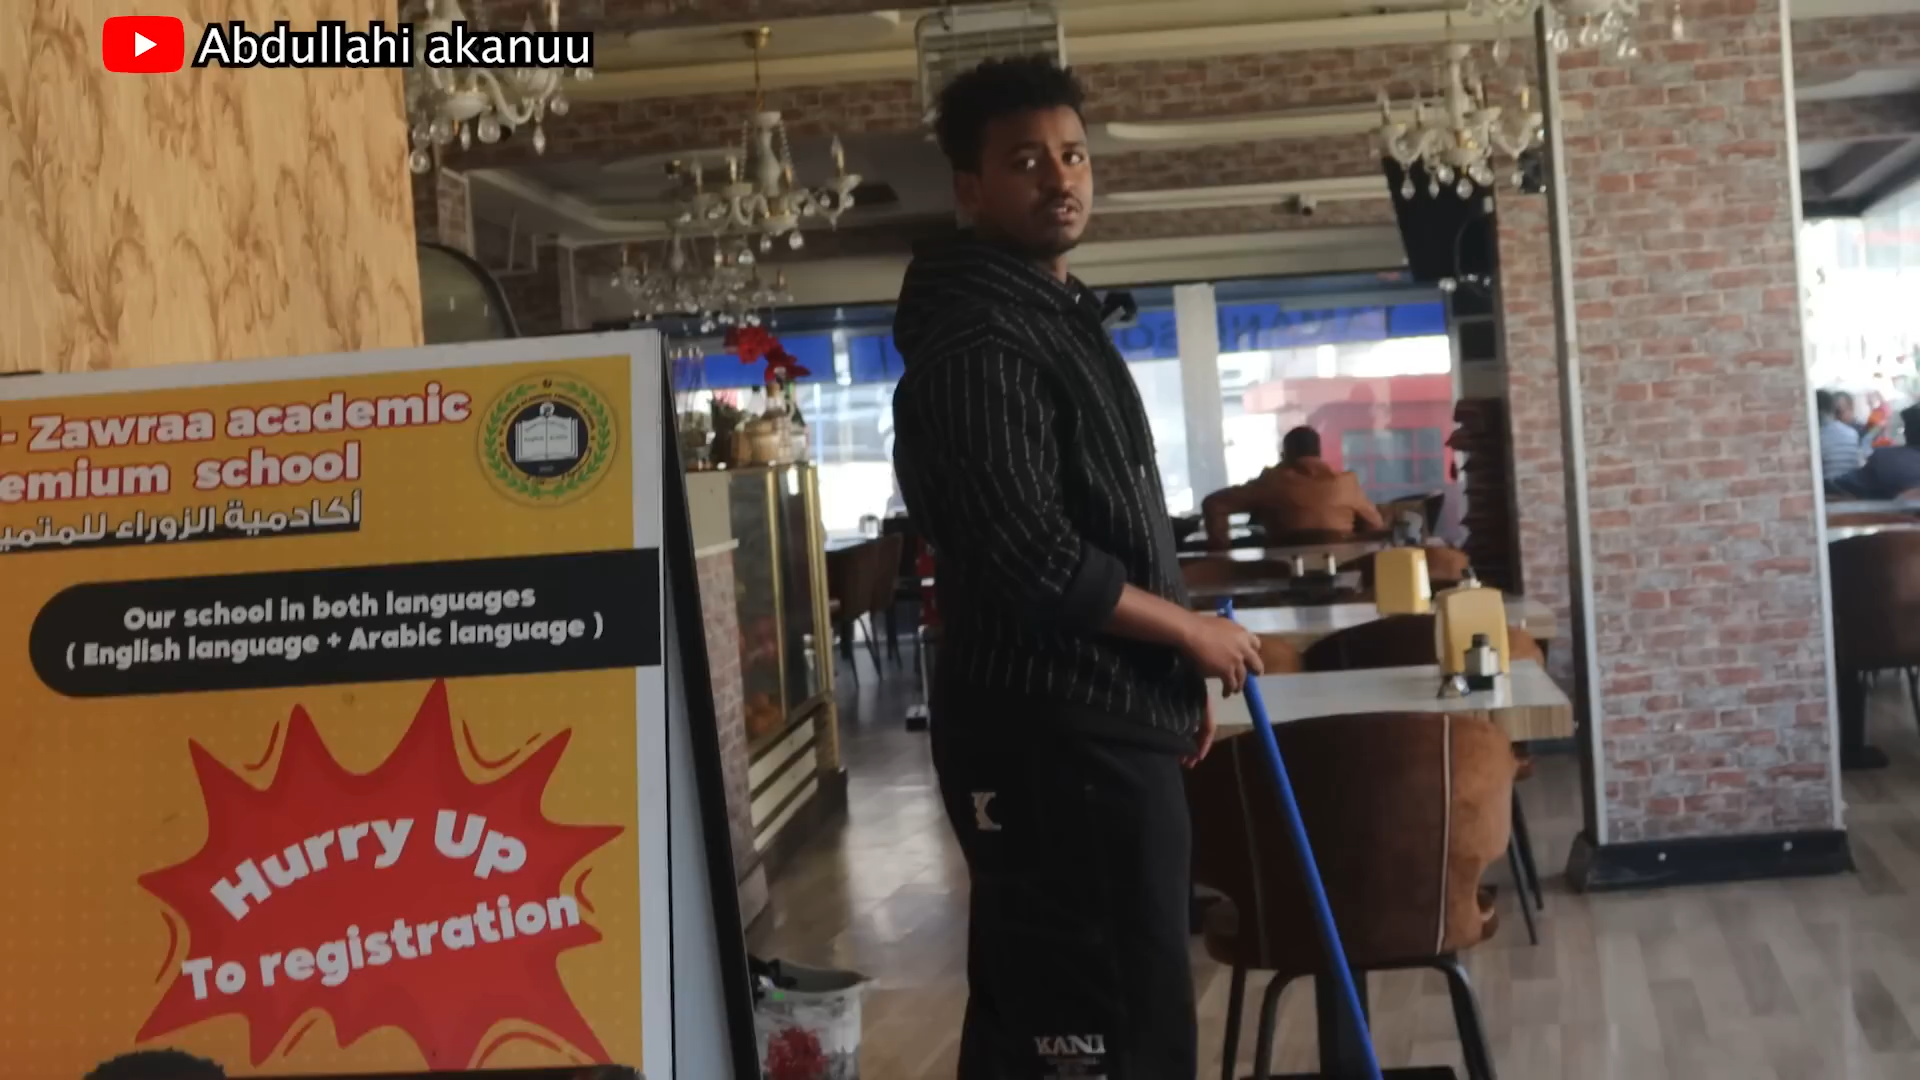 Abdullahi akanuu
- Zawraa academic
emium school
أكادمية الزوراء للمتمي
Our school in both languages
( English language + Arabic language )
Hurry Up
To registration
K
KANI